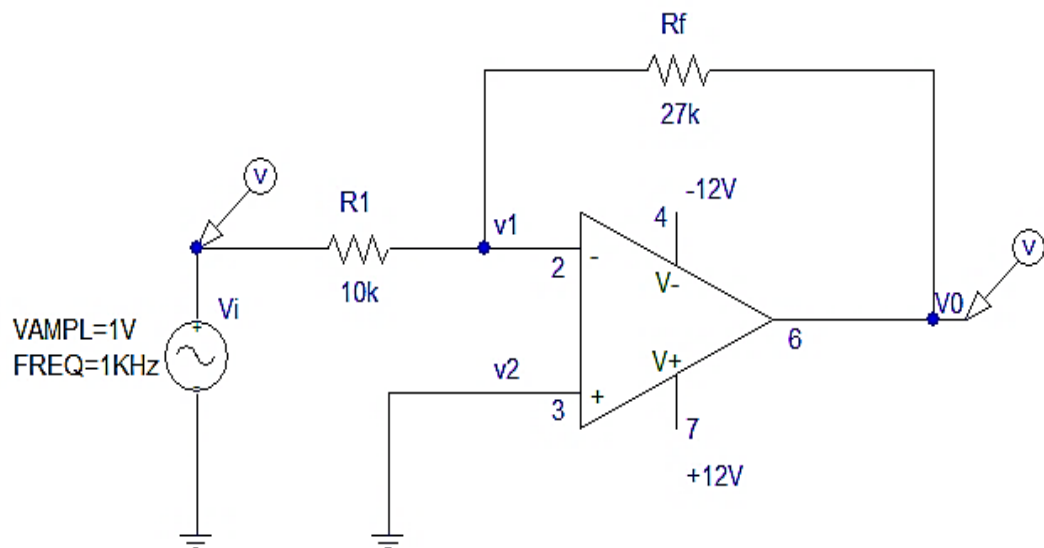 Rf
27k
V
R1
10k
v1
-12V
4
2
-
V-
V
V0
6
Vi
+
VAMPL=1V
FREQ=1KHz
v2
3
+
V+
7
+12V